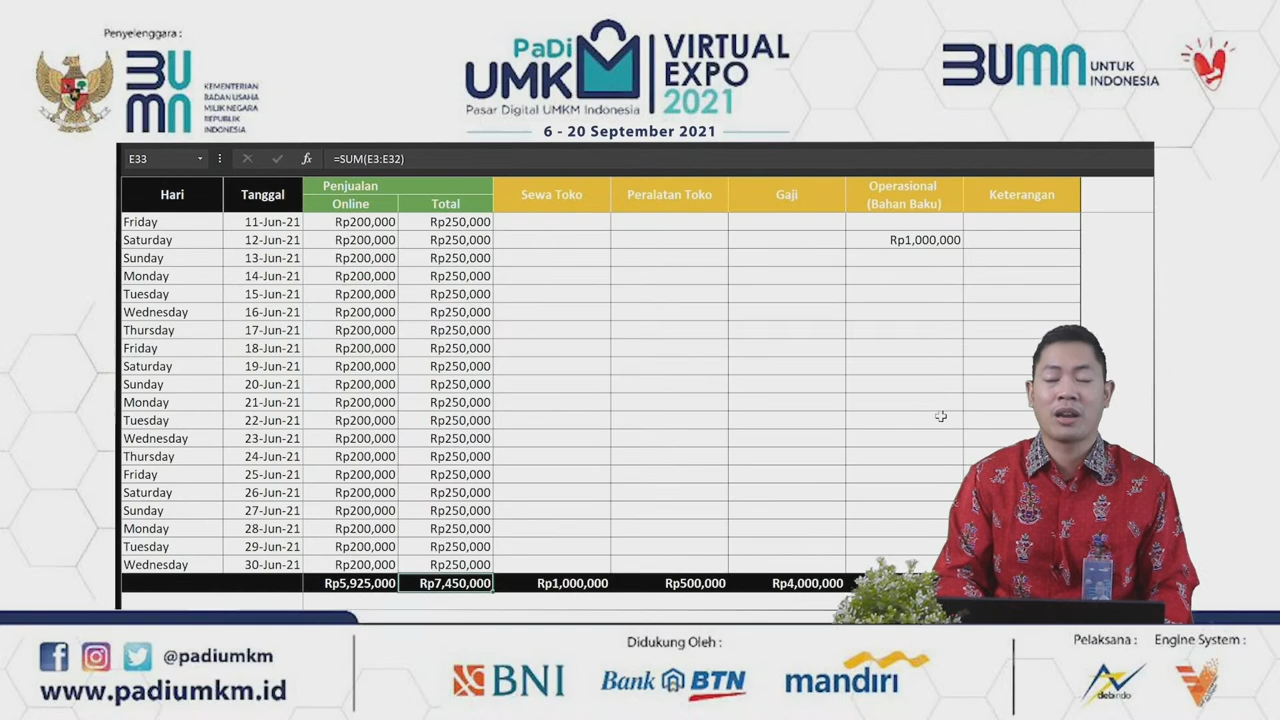 Penyelenggara :
BUMN
KEMENTERIAN
BADAN USAHA
MILIK NEGARA
REPUBLIK
INDONESIA
PaDi
UMKM
Pasar Digital UMKM Indonesia
VIRTUAL
EXPO
2021
6 - 20 September 2021
BUMN UNTUK
INDONESIA
E33 fx =SUM(E3:E32)
Hari Tanggal Penjualan Sewa Toko Peralatan Toko Gaji Operasional (Bahan Baku) Keterangan
Online Total
Friday 11-Jun-21 Rp200,000 Rp250,000
Saturday 12-Jun-21 Rp200,000 Rp250,000 Rp1,000,000
Sunday 13-Jun-21 Rp200,000 Rp250,000
Monday 14-Jun-21 Rp200,000 Rp250,000
Tuesday 15-Jun-21 Rp200,000 Rp250,000
Wednesday 16-Jun-21 Rp200,000 Rp250,000
Thursday 17-Jun-21 Rp200,000 Rp250,000
Friday 18-Jun-21 Rp200,000 Rp250,000
Saturday 19-Jun-21 Rp200,000 Rp250,000
Sunday 20-Jun-21 Rp200,000 Rp250,000
Monday 21-Jun-21 Rp200,000 Rp250,000
Tuesday 22-Jun-21 Rp200,000 Rp250,000
Wednesday 23-Jun-21 Rp200,000 Rp250,000
Thursday 24-Jun-21 Rp200,000 Rp250,000
Friday 25-Jun-21 Rp200,000 Rp250,000
Saturday 26-Jun-21 Rp200,000 Rp250,000
Sunday 27-Jun-21 Rp200,000 Rp250,000
Monday 28-Jun-21 Rp200,000 Rp250,000
Tuesday 29-Jun-21 Rp200,000 Rp250,000
Wednesday 30-Jun-21 Rp200,000 Rp250,000
Rp5,925,000 Rp7,450,000 Rp1,000,000 Rp500,000 Rp4,000,000
@padiumkm
www.padiumkm.id
Didukung Oleh :
BNI Bank BTN mandiri
Pelaksana : Engine System :
debindo